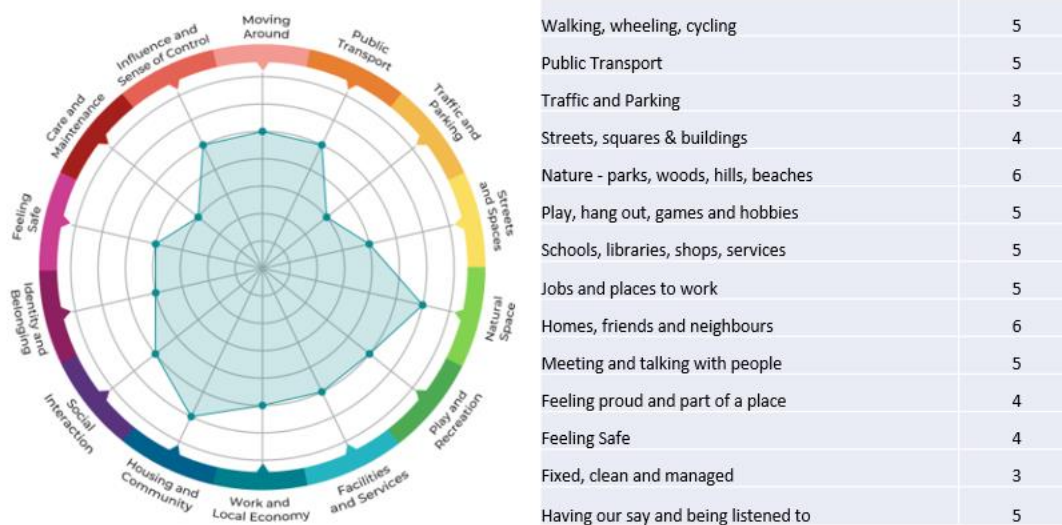 Moving
Around
Public
Transport
Traffic and
Parking
Streets
and Spaces
Natural
Space
Play and
Recreation
Facilities
and Services
Work and
Local Economy
Housing and
Community
Social
Interaction
Identity and
Belonging
Feeling
Safe
Care and
Maintenance
Influence and
Sense of Control
Walking, wheeling, cycling 5
Public Transport 5
Traffic and Parking 3
Streets, squares & buildings 4
Nature - parks, woods, hills, beaches 6
Play, hang out, games and hobbies 5
Schools, libraries, shops, services 5
Jobs and places to work 5
Homes, friends and neighbours 6
Meeting and talking with people 5
Feeling proud and part of a place 4
Feeling Safe 4
Fixed, clean and managed 3
Having our say and being listened to 5